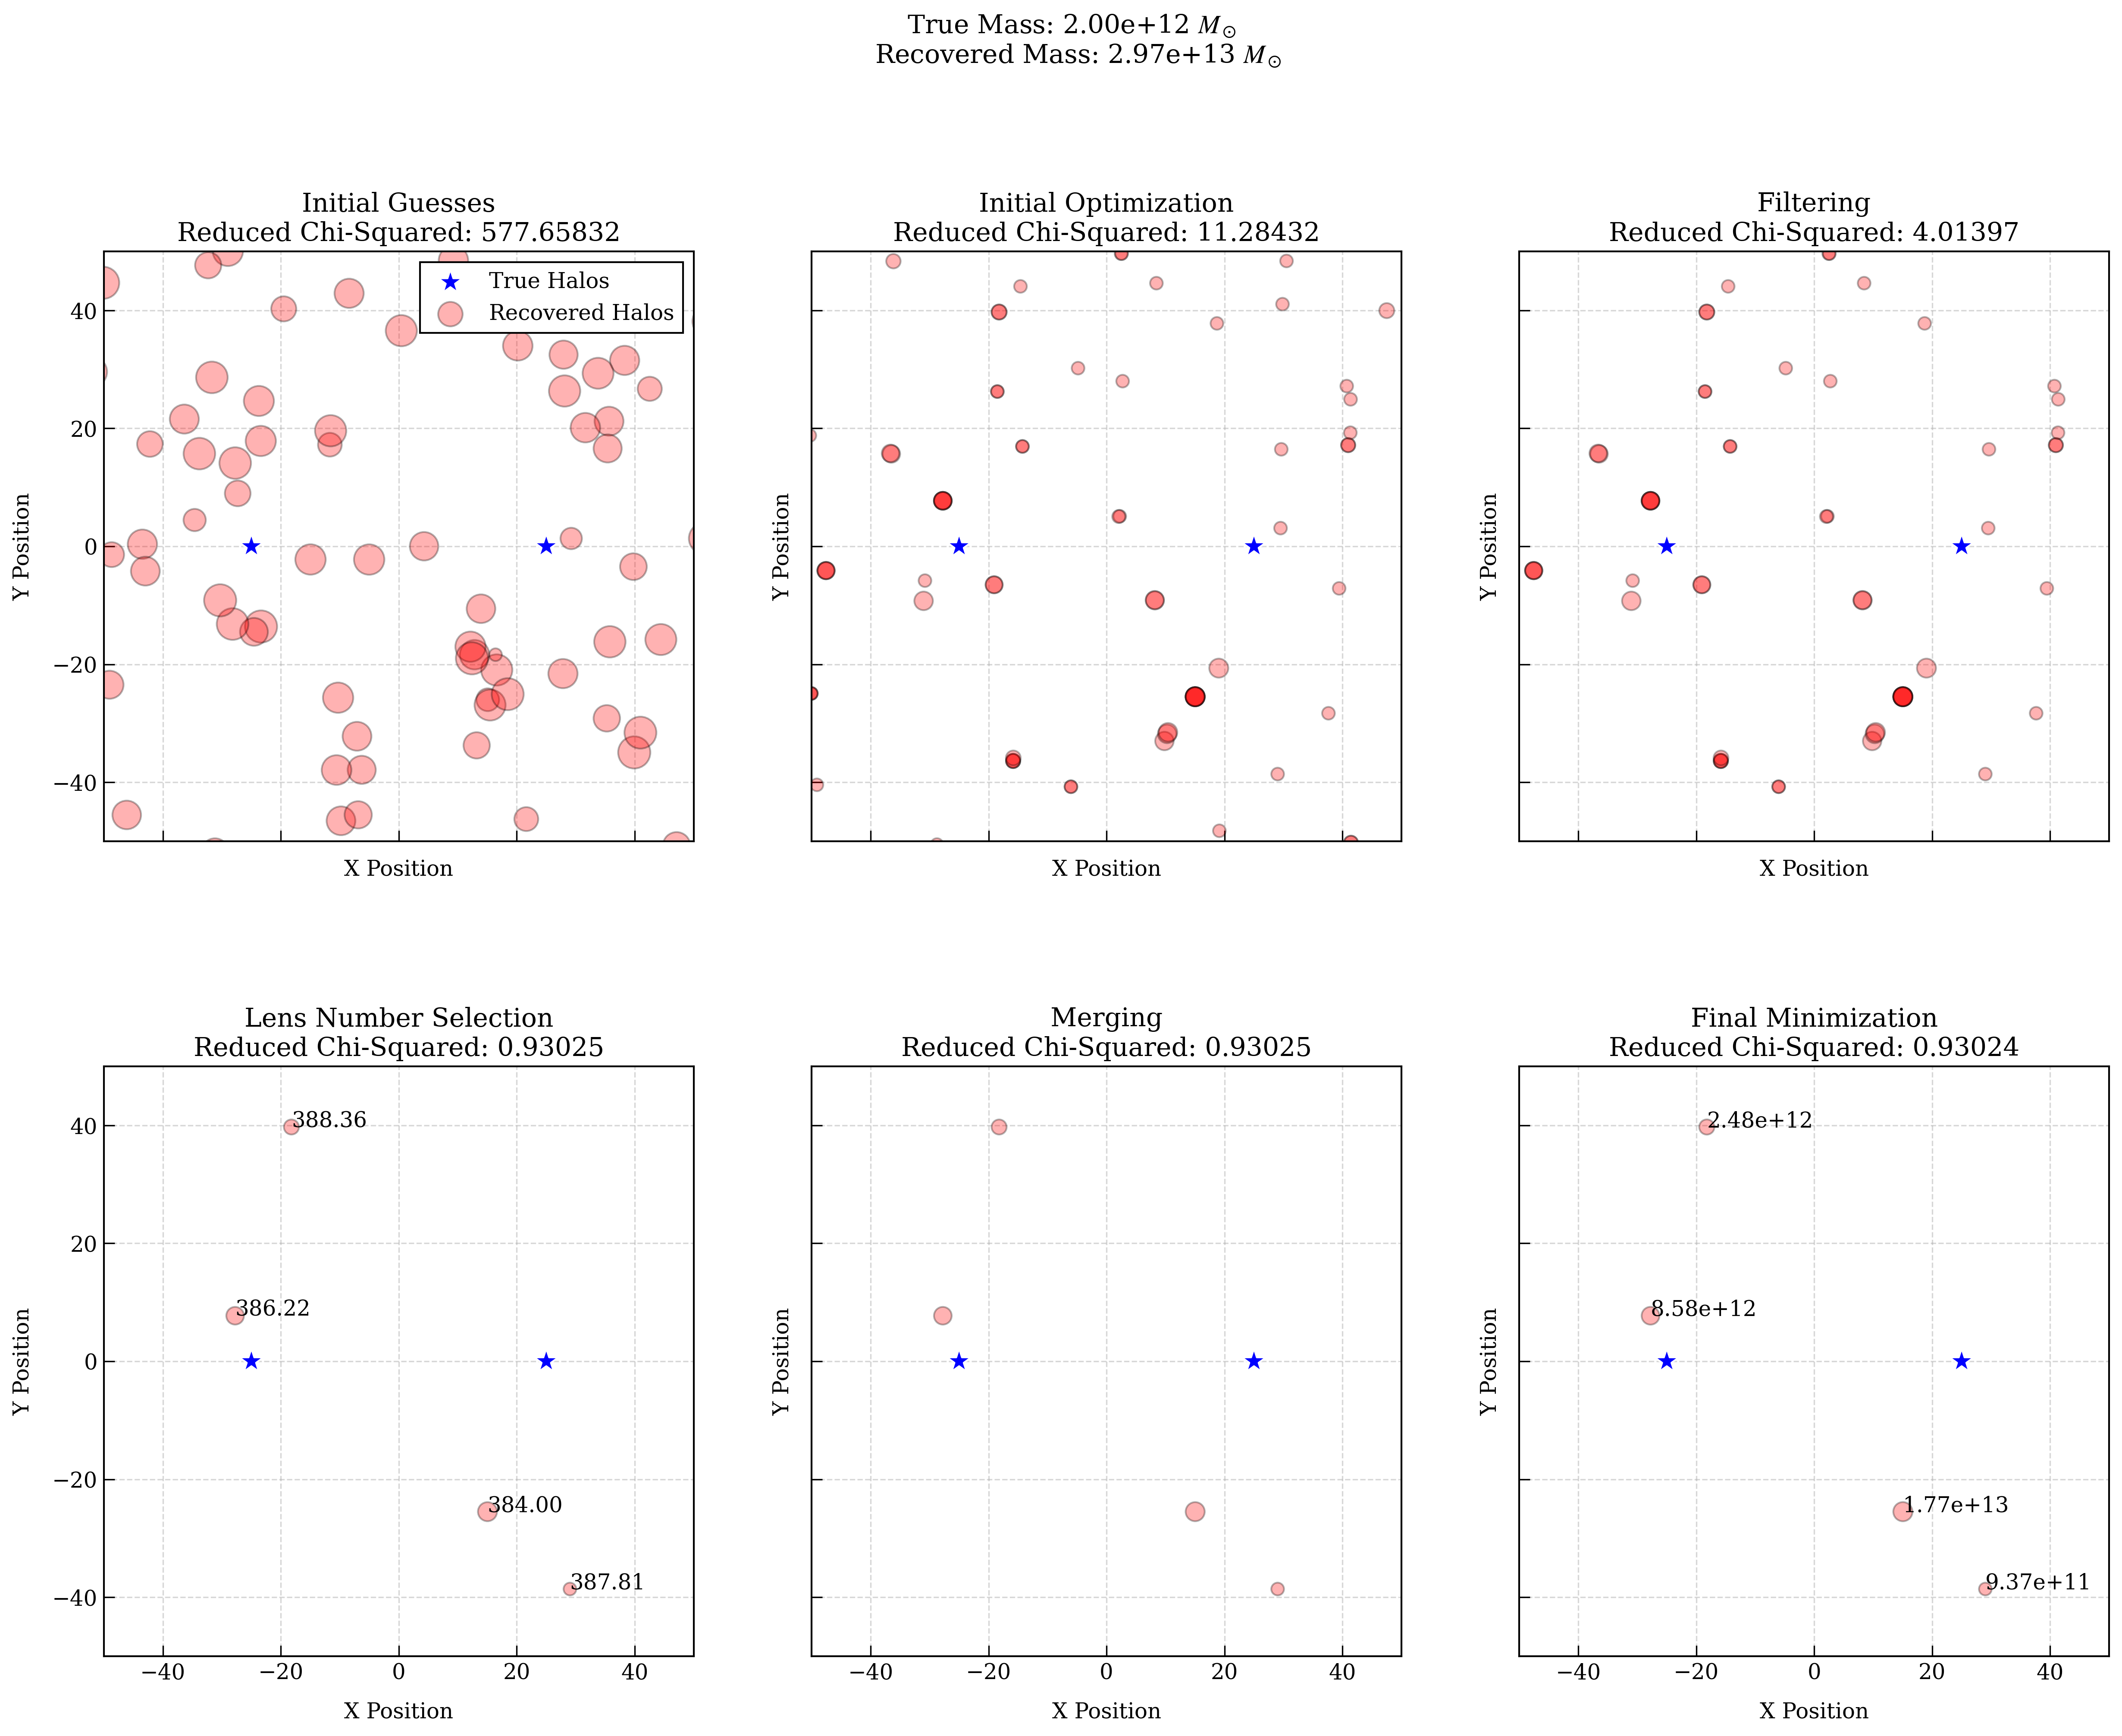 True Mass: 2.00e+12 M⊙
Recovered Mass: 2.97e+13 M⊙
Initial Guesses
Reduced Chi-Squared: 577.65832
True Halos
Recovered Halos
40
20
0
−20
−40
Y Position
X Position
Initial Optimization
Reduced Chi-Squared: 11.28432
Y Position
X Position
Filtering
Reduced Chi-Squared: 4.01397
Y Position
X Position
Lens Number Selection
Reduced Chi-Squared: 0.93025
388.36
386.22
384.00
387.81
40
20
0
−20
−40
Y Position
−40 −20 0 20 40
X Position
Merging
Reduced Chi-Squared: 0.93025
Y Position
−40 −20 0 20 40
X Position
Final Minimization
Reduced Chi-Squared: 0.93024
2.48e+12
8.58e+12
1.77e+13
9.37e+11
Y Position
−40 −20 0 20 40
X Position